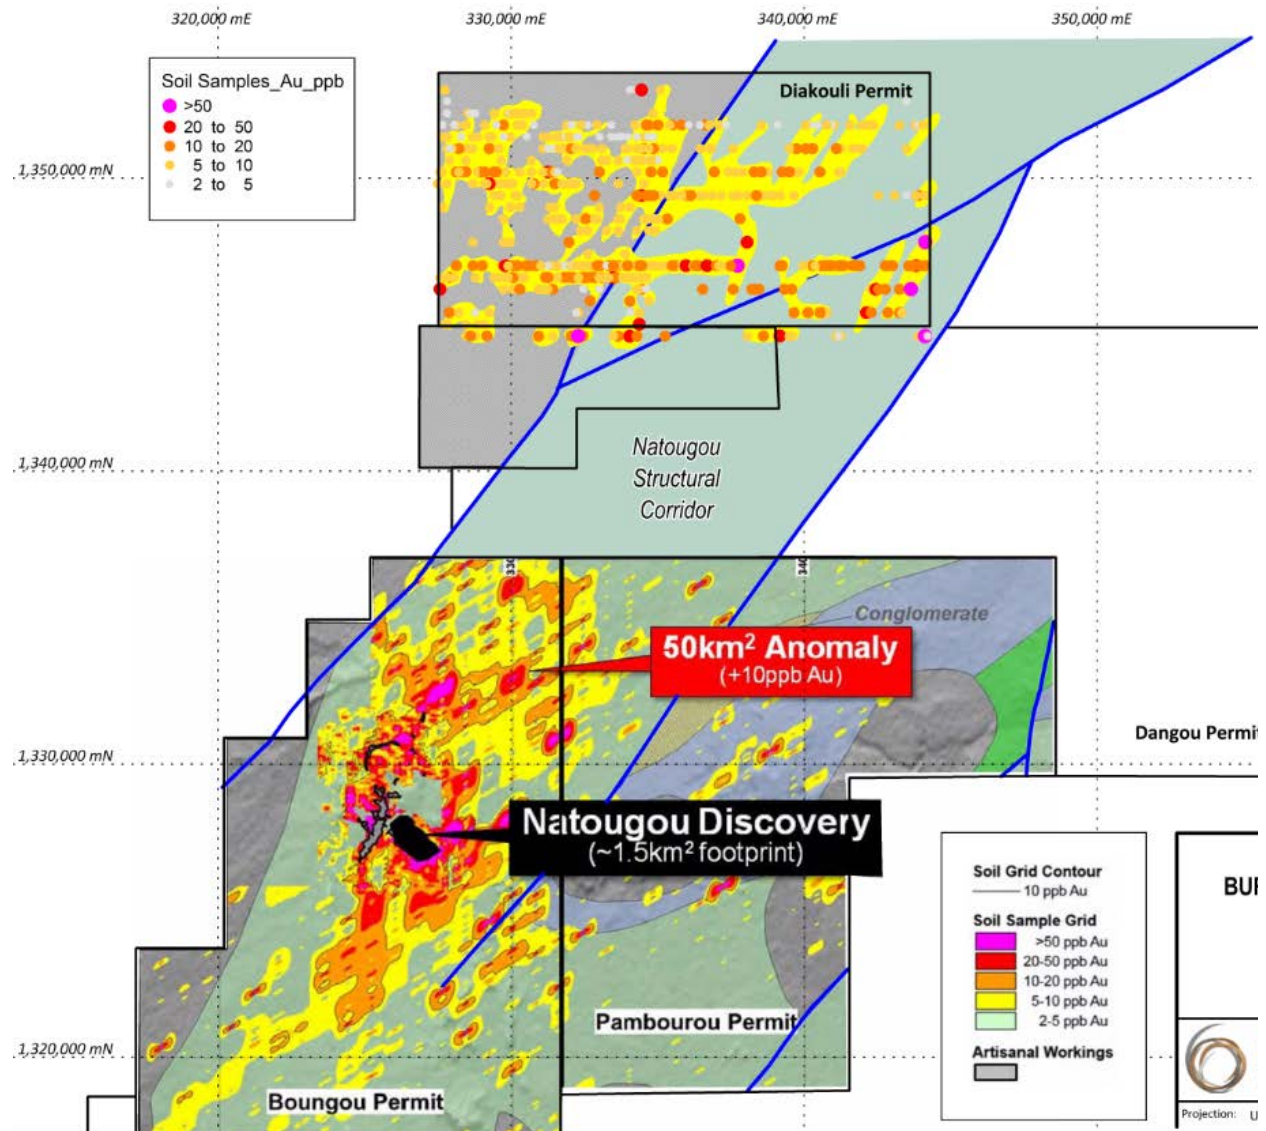 320,000 mE
330,000 mE
340,000 mE
350,000 mE
Soil Samples_Au_ppb
>50
20 to 50
10 to 20
5 to 10
2 to 5
Diakouli Permit
1,350,000 mN
1,340,000 mN
Natougou
Structural
Corridor
Conglomerate
50km² Anomaly
(+10ppb Au)
1,330,000 mN
Dangou Permit
Natougou Discovery
(~1.5km² footprint)
Soil Grid Contour
10 ppb Au
Soil Sample Grid
>50 ppb Au
20-50 ppb Au
10-20 ppb Au
5-10 ppb Au
2-5 ppb Au
Artisanal Workings
BU
Pambourou Permit
1,320,000 mN
Boungou Permit
Projection: U